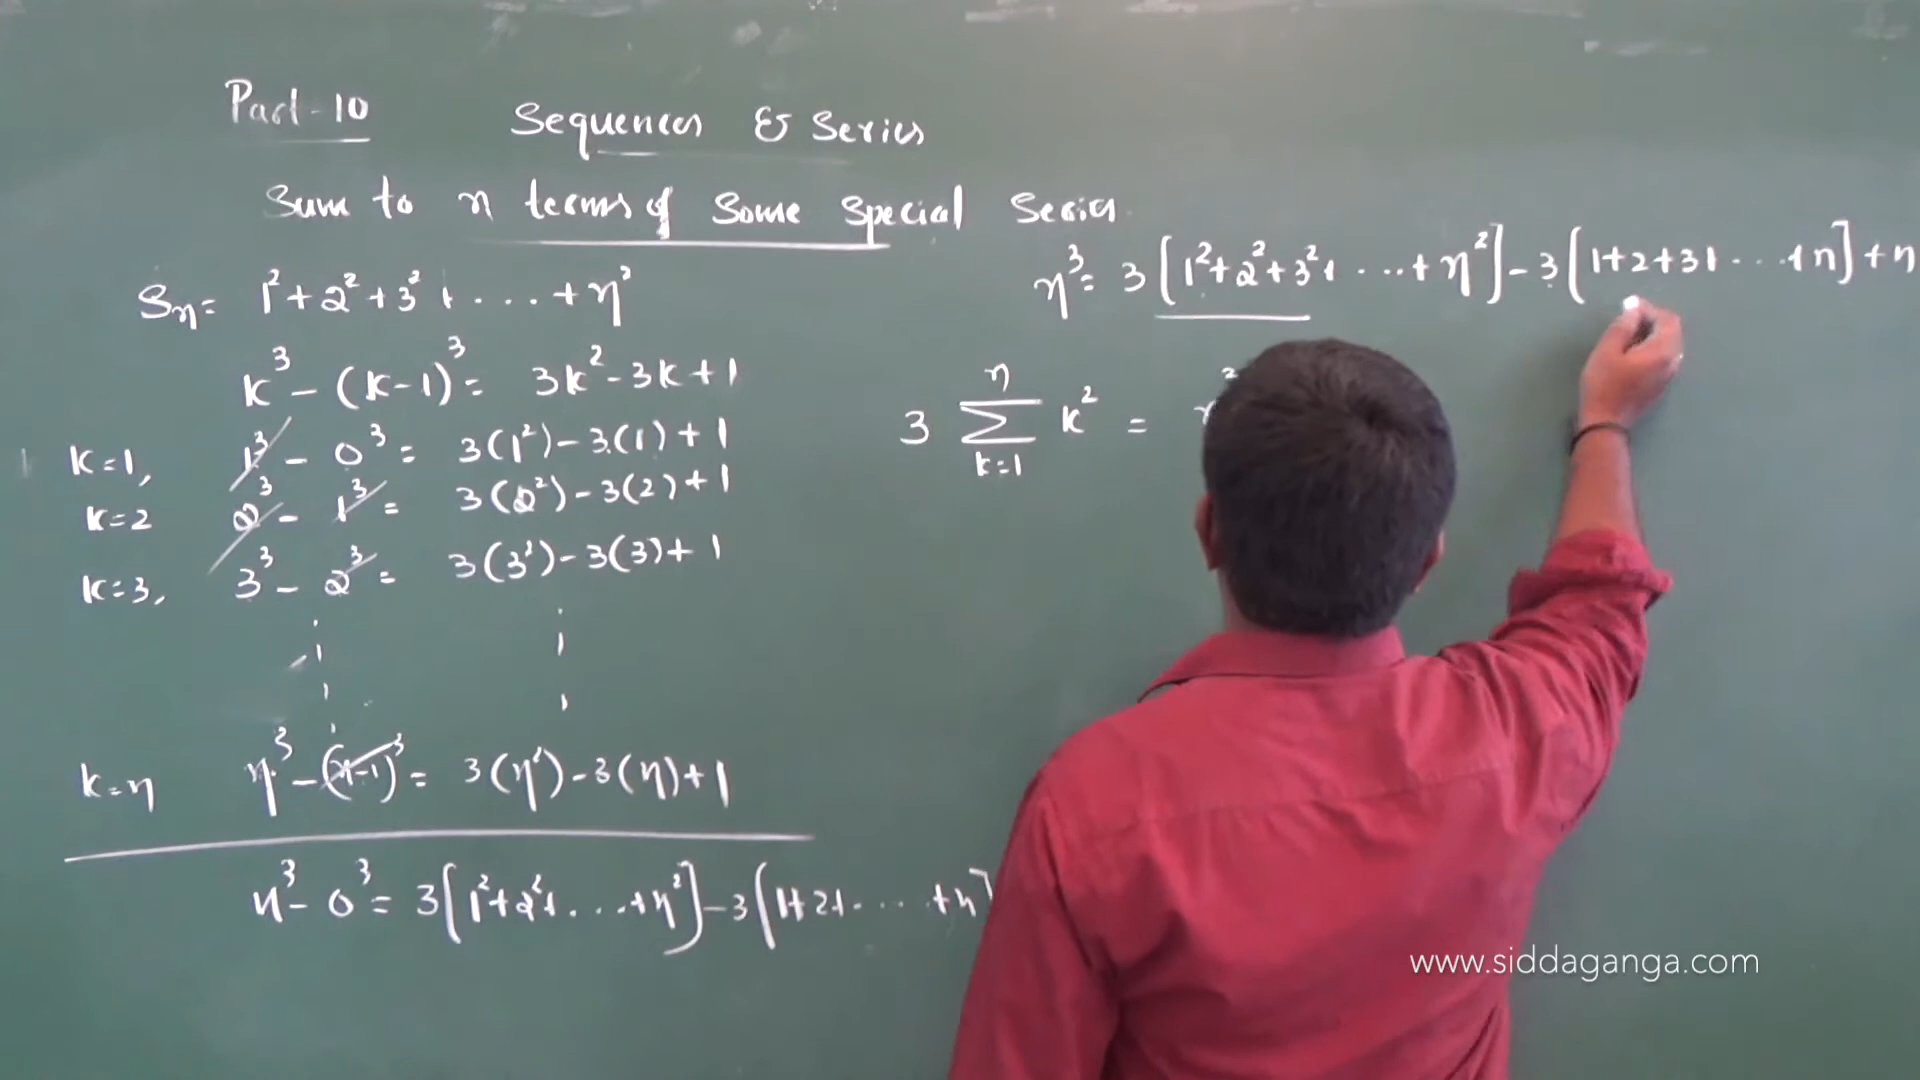 Part-10
Sequences & Series
Sum to n terms of Some Special Series
Sn = 1² + 2² + 3² + ... + n²
k³ - (k-1)³ = 3k² - 3k + 1
k=1, 1³ - 0³ = 3(1²) - 3(1) + 1
k=2 2³ - 1³ = 3(2²) - 3(2) + 1
k=3, 3³ - 2³ = 3(3²) - 3(3) + 1
k=n n³ - (n-1)³ = 3(n²) - 3(n) + 1
n³ - 0³ = 3[1² + 2² + ... + n²] - 3[1 + 2 + ... + n]
n³ = 3[1² + 2² + 3² + ... + n²] - 3[1 + 2 + 3 + ... + n] + n
3 n∑k=1 k² =
www.siddaganga.com